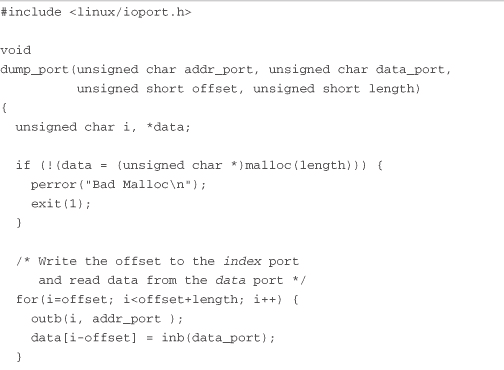 #include <linux/ioport.h>

void
dump_port(unsigned char addr_port, unsigned char data_port,
          unsigned short offset, unsigned short length)
{
  unsigned char i, *data;

  if (!(data = (unsigned char *)malloc(length))) {
    perror("Bad Malloc\n");
    exit(1);
  }

  /* Write the offset to the index port
     and read data from the data port */
  for(i=offset; i<offset+length; i++) {
    outb(i, addr_port );
    data[i-offset] = inb(data_port);
  }